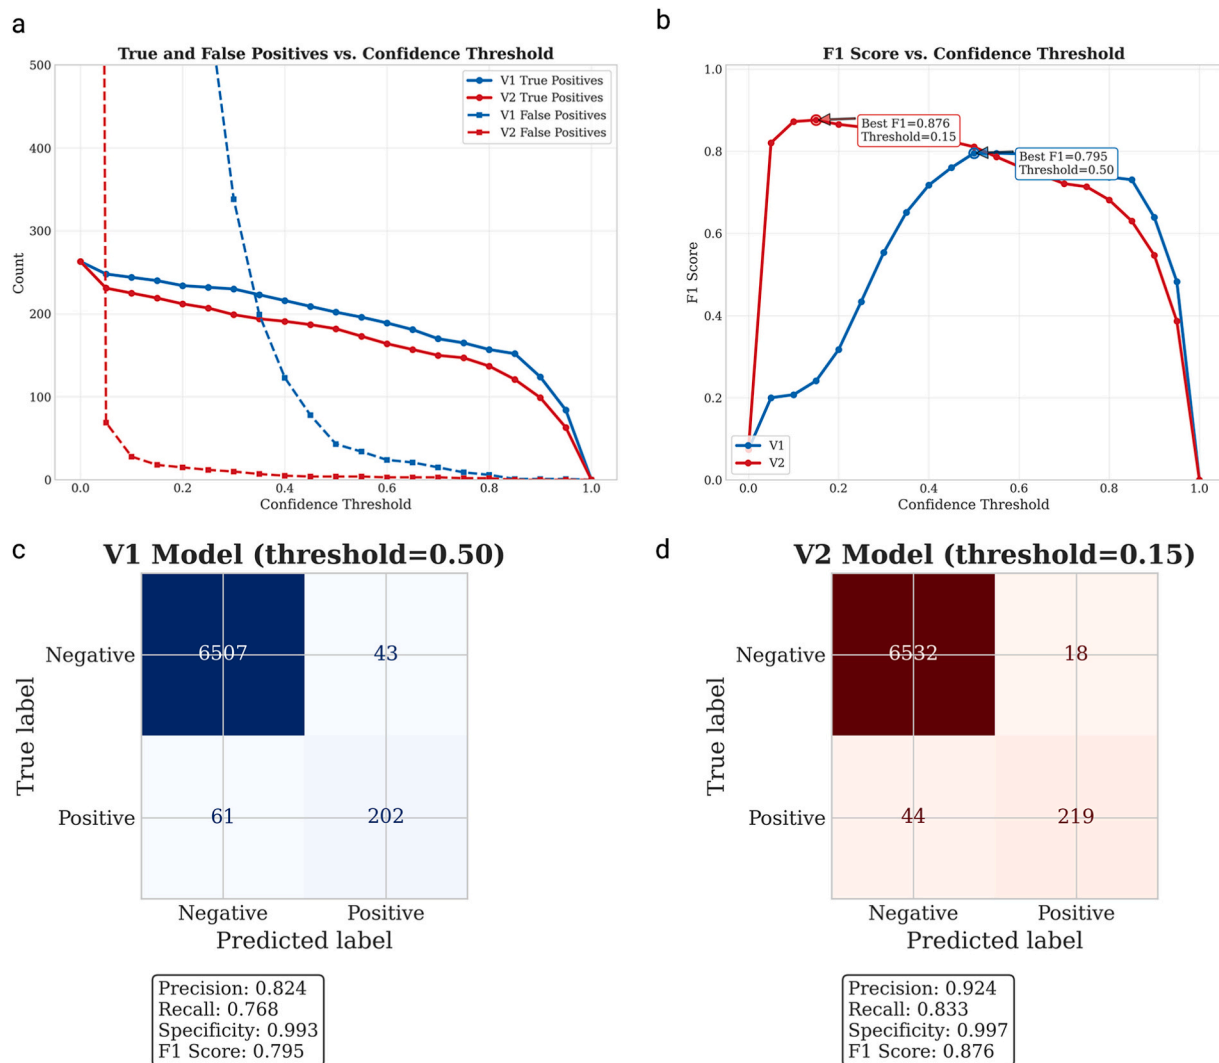 a
True and False Positives vs. Confidence Threshold
500
400
300
200
100
0
Count
V1 True Positives
V2 True Positives
V1 False Positives
V2 False Positives
0.0 0.2 0.4 0.6 0.8 1.0
Confidence Threshold
b
F1 Score vs. Confidence Threshold
1.0
0.8
0.6
0.4
0.2
0.0
F1 Score
Best F1=0.876
Threshold=0.15
Best F1=0.795
Threshold=0.50
V1
V2
0.0 0.2 0.4 0.6 0.8 1.0
Confidence Threshold
c
V1 Model (threshold=0.50)
True label
Negative 6507 43
Positive 61 202
Negative Positive
Predicted label
Precision: 0.824
Recall: 0.768
Specificity: 0.993
F1 Score: 0.795
d
V2 Model (threshold=0.15)
True label
Negative 6532 18
Positive 44 219
Negative Positive
Predicted label
Precision: 0.924
Recall: 0.833
Specificity: 0.997
F1 Score: 0.876